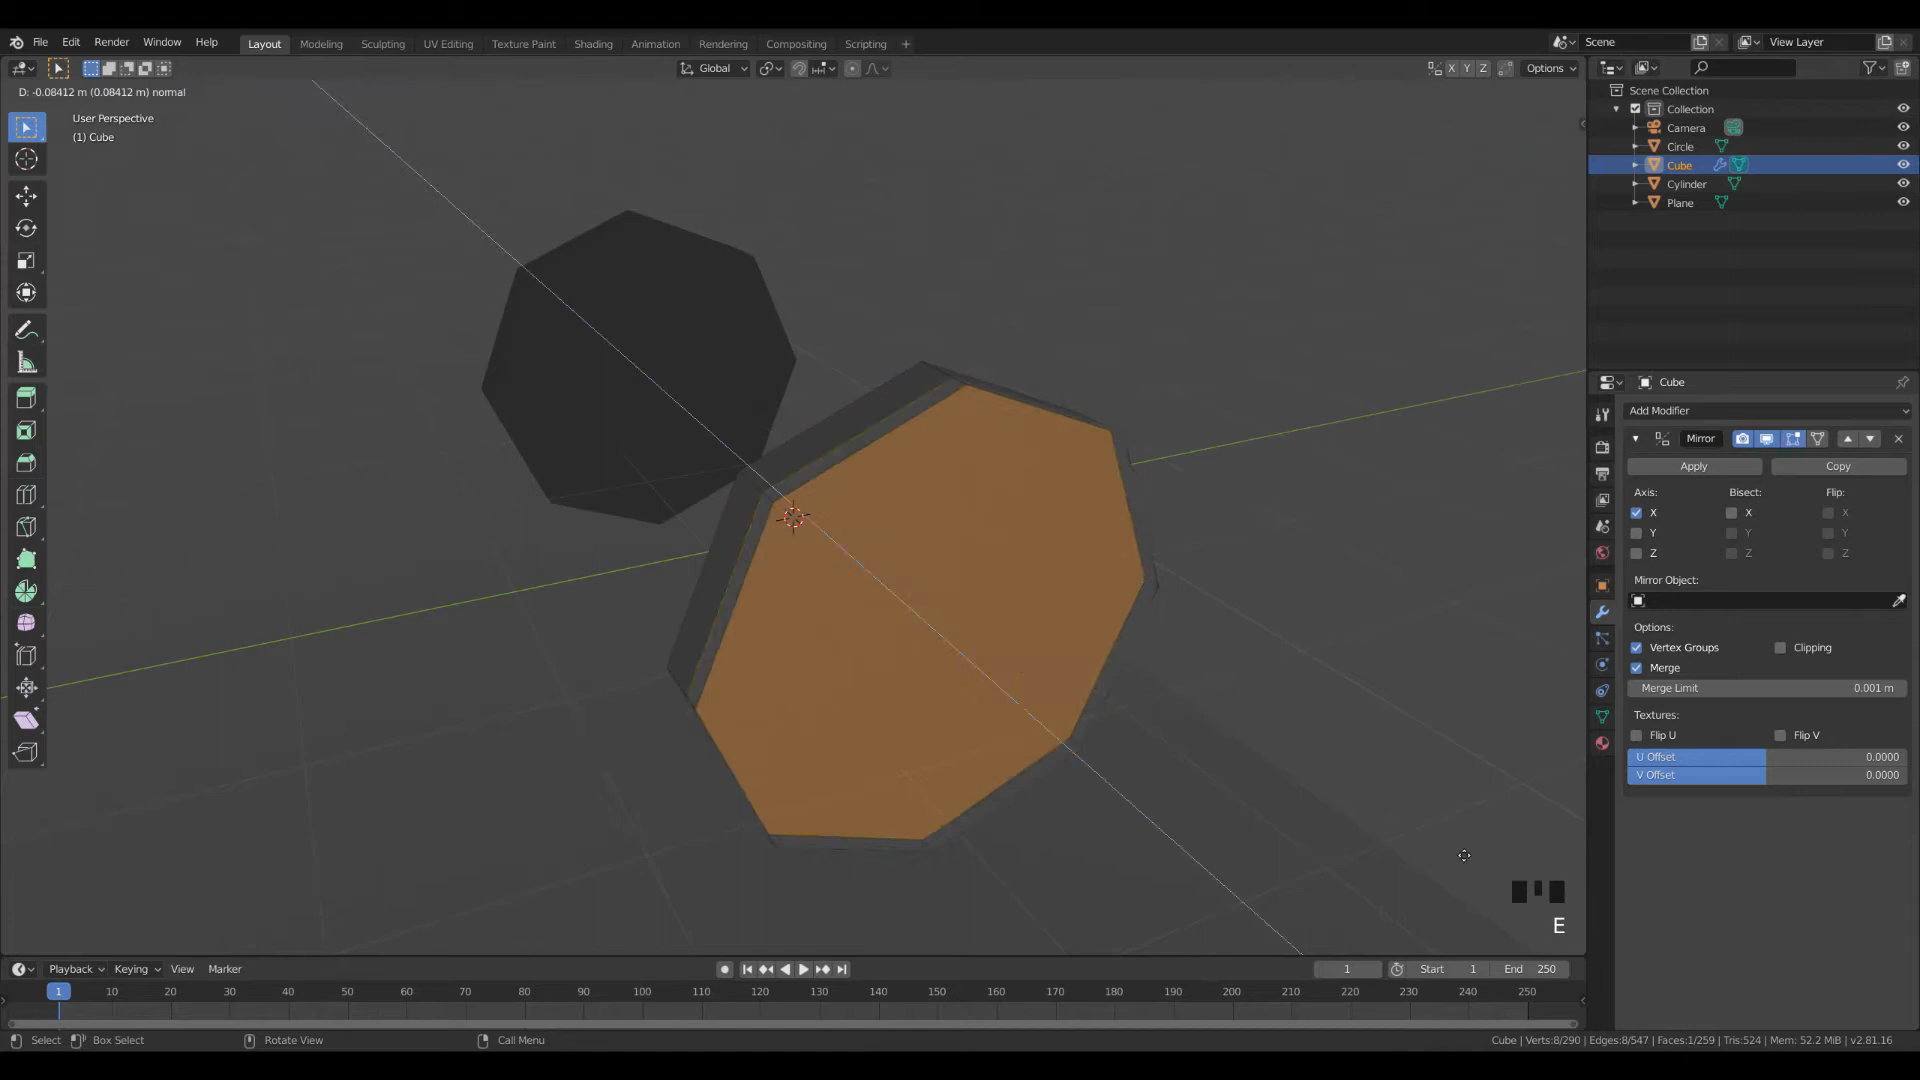 File Edit Render Window Help Layout Modeling Sculpting UV Editing Texture Paint Shading Animation Rendering Compositing Scripting + Scene View Layer
Global X Y Z Options
D: -0.08412 m (0.08412 m) normal
User Perspective
(1) Cube
Scene Collection
Collection
Camera
Circle
Cube
Cylinder
Plane
Cube
Add Modifier
Mirror
Apply Copy
Axis: Bisect: Flip:
X X X
Y Y Y
Z Z Z
Mirror Object:
Options:
Vertex Groups Clipping
Merge
Merge Limit 0.001 m
Textures:
Flip U Flip V
U Offset 0.0000
V Offset 0.0000
E
Playback Keying View Marker 1 Start 1 End 250
1 10 20 30 40 50 60 70 80 90 100 110 120 130 140 150 160 170 180 190 200 210 220 230 240 250
Select Box Select Rotate View Call Menu Cube | Verts:8/290 | Edges:8/547 | Faces:1/259 | Tris:524 | Mem: 52.2 MiB | v2.81.16